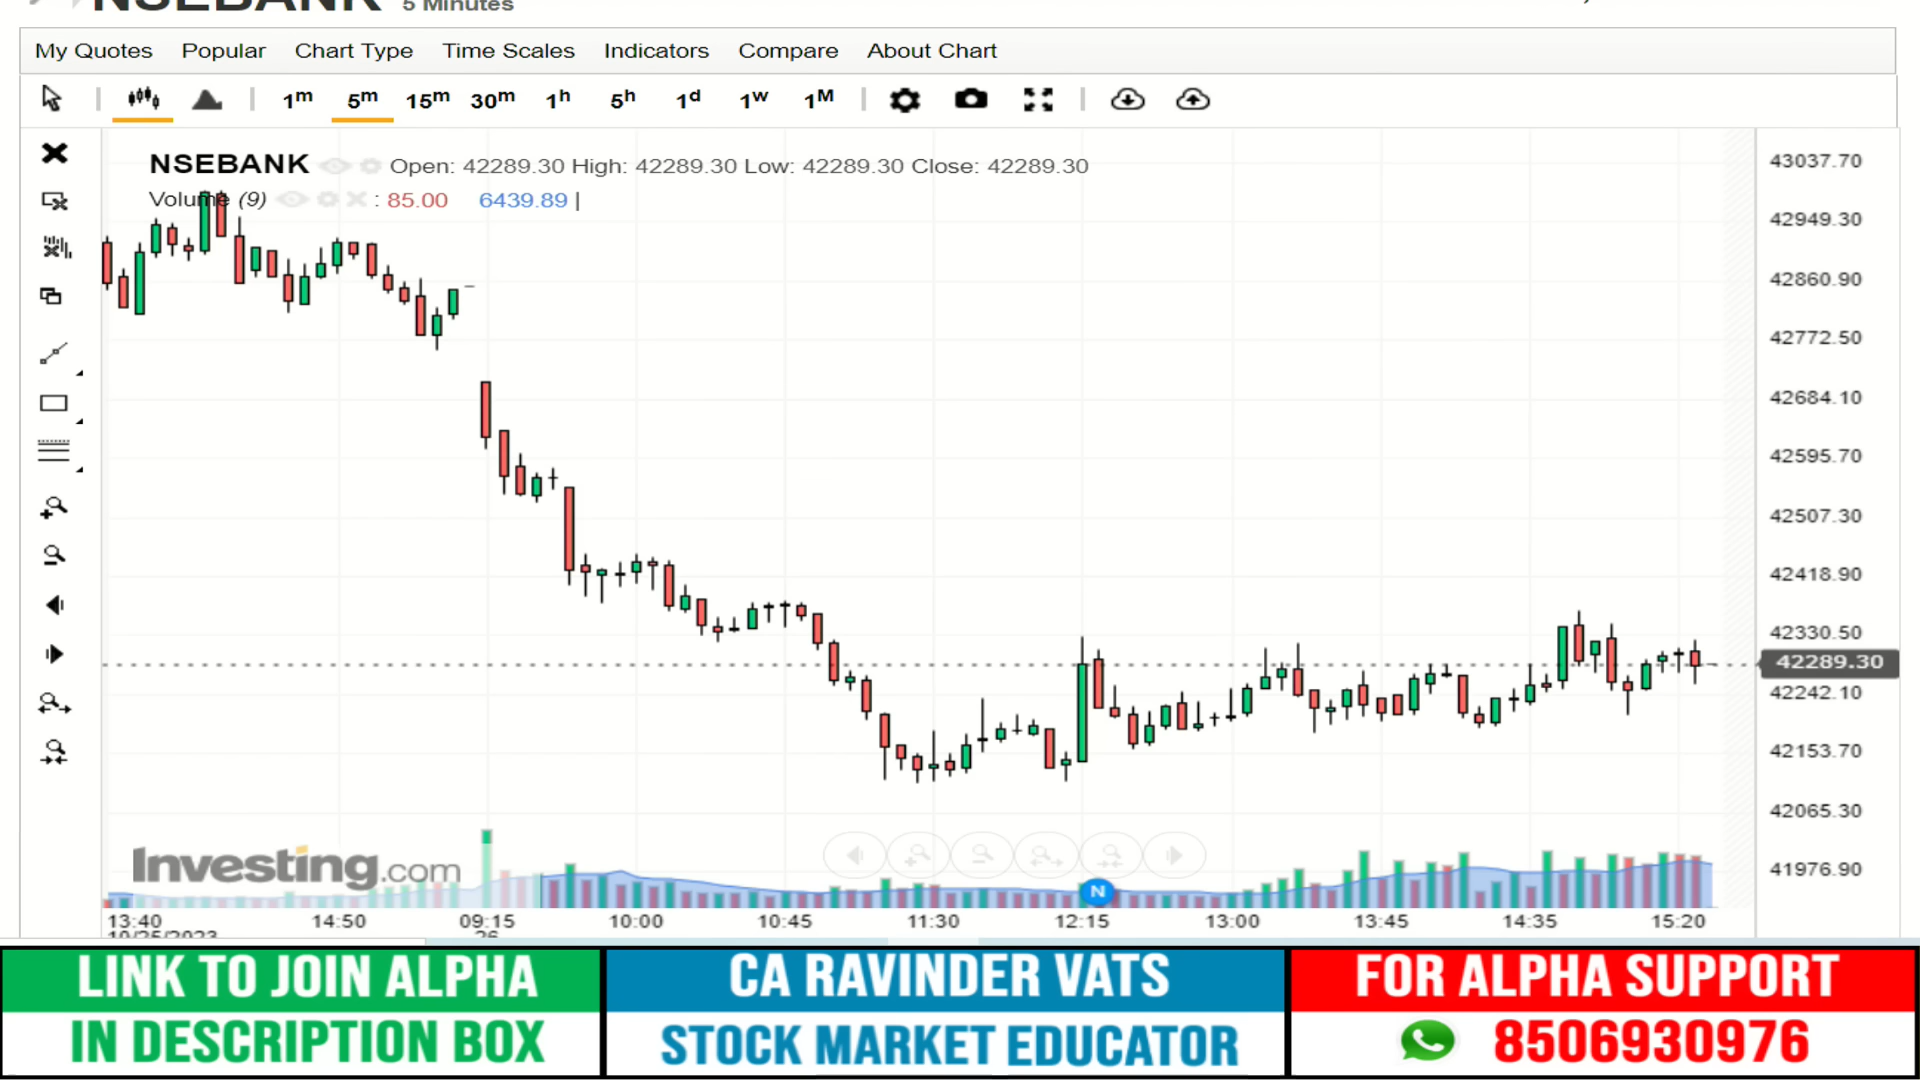 NSEBANK 5 Minutes
My Quotes Popular Chart Type Time Scales Indicators Compare About Chart
1m 5m 15m 30m 1h 5h 1d 1w 1M
NSEBANK Open: 42289.30 High: 42289.30 Low: 42289.30 Close: 42289.30
Volume (9) : 85.00 6439.89 |
43037.70
42949.30
42860.90
42772.50
42684.10
42595.70
42507.30
42418.90
42330.50
42289.30
42242.10
42153.70
42065.30
41976.90
Investing.com
N
13:40 14:50 09:15 10:00 10:45 11:30 12:15 13:00 13:45 14:35 15:20
10/25/2023 26
LINK TO JOIN ALPHA
IN DESCRIPTION BOX
CA RAVINDER VATS
STOCK MARKET EDUCATOR
FOR ALPHA SUPPORT
8506930976